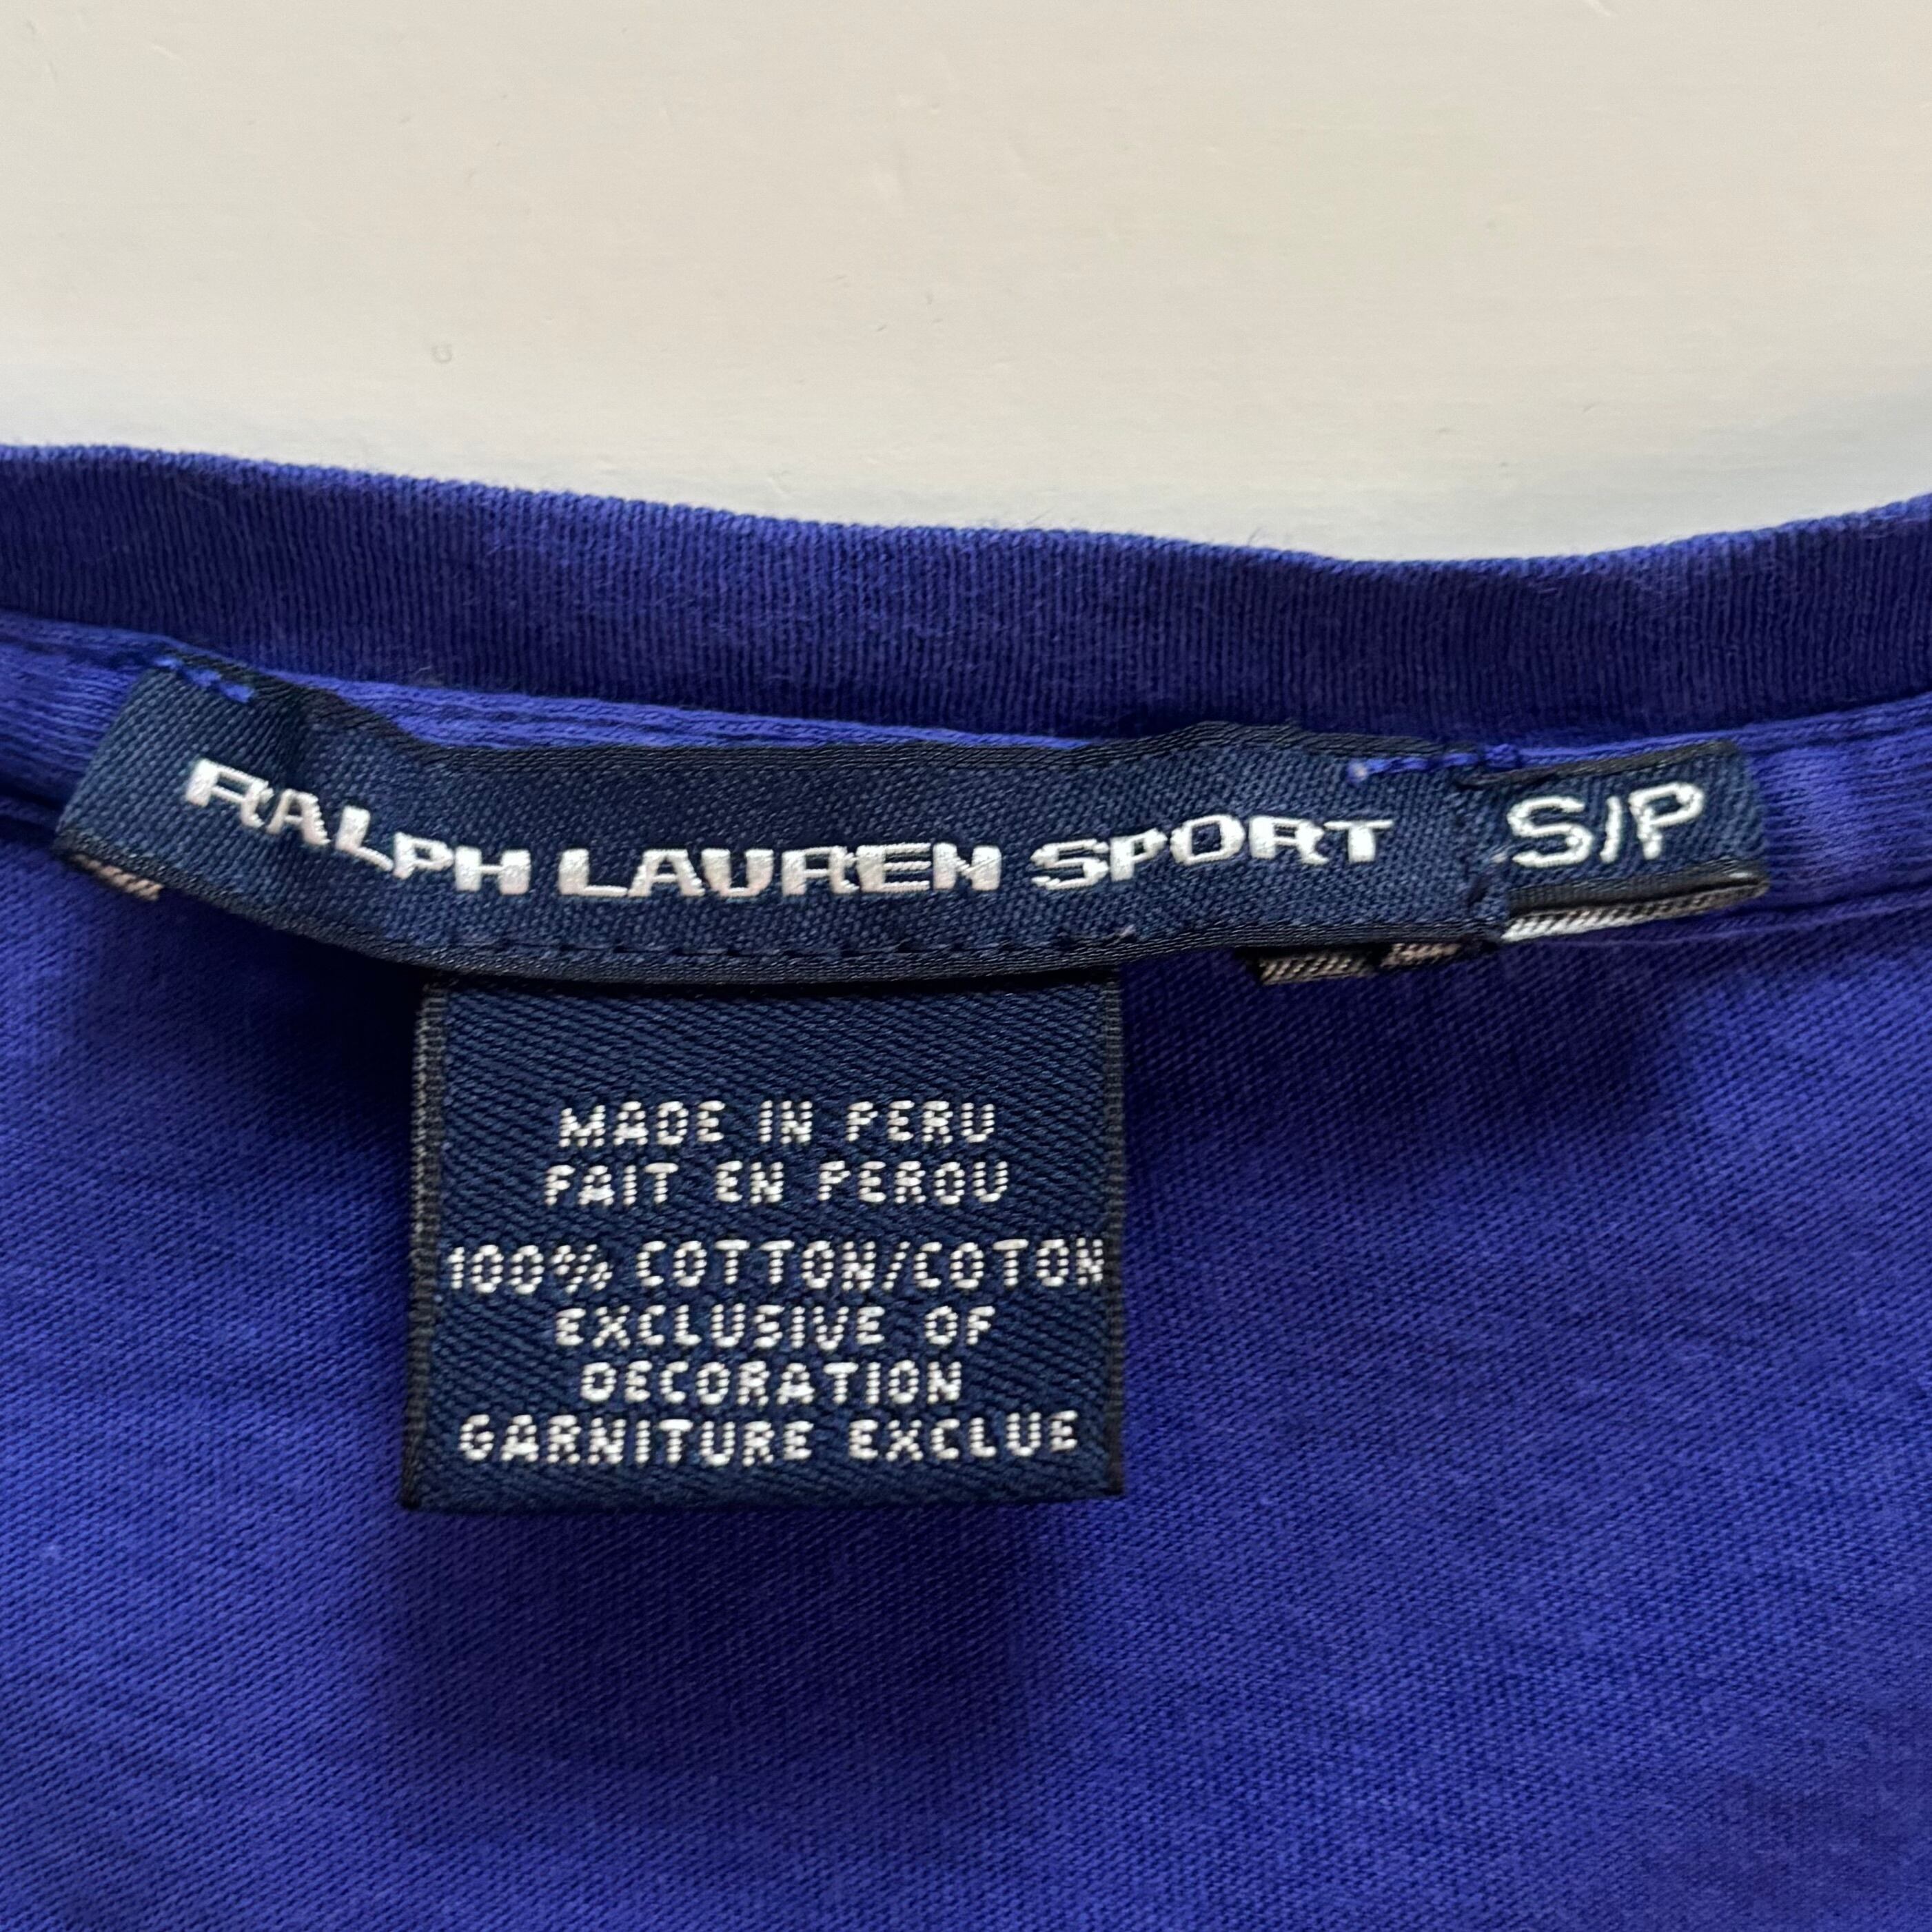 RALPH LAUREN SPORT S/P
MADE IN PERU
FAIT EN PEROU
100% COTTON/COTON
EXCLUSIVE OF
DECORATION
GARNITURE EXCLUE